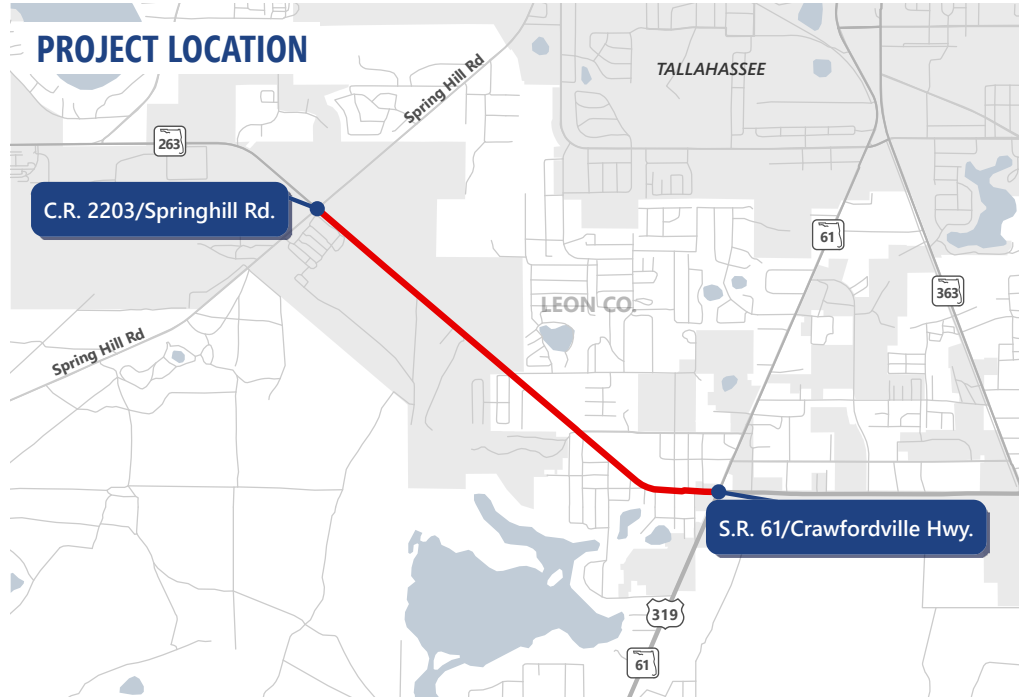 PROJECT LOCATION
Spring Hill Rd
TALLAHASSEE
263
C.R. 2203/Springhill Rd.
61
363
LEON CO.
Spring Hill Rd
S.R. 61/Crawfordville Hwy.
319
61